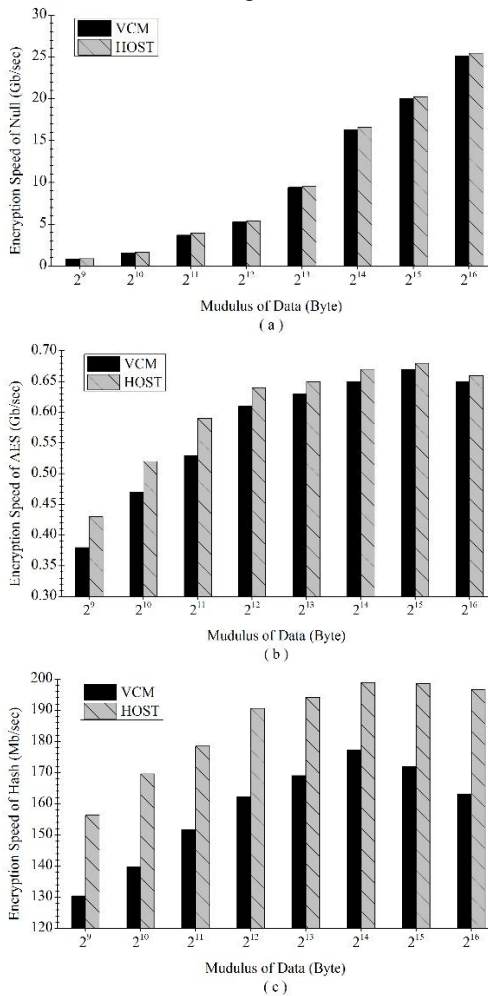 30
VCM
HOST
25
20
15
10
5
0
Encryption Speed of Null (Gb/sec)
2^9 2^10 2^11 2^12 2^13 2^14 2^15 2^16
Mudulus of Data (Byte)
( a )
0.70
VCM
HOST
0.65
0.60
0.55
0.50
0.45
0.40
0.35
0.30
Encryption Speed of AES (Gb/sec)
2^9 2^10 2^11 2^12 2^13 2^14 2^15 2^16
Mudulus of Data (Byte)
( b )
200
VCM
HOST
190
180
170
160
150
140
130
120
Encryption Speed of Hash (Mb/sec)
2^9 2^10 2^11 2^12 2^13 2^14 2^15 2^16
Mudulus of Data (Byte)
( c )